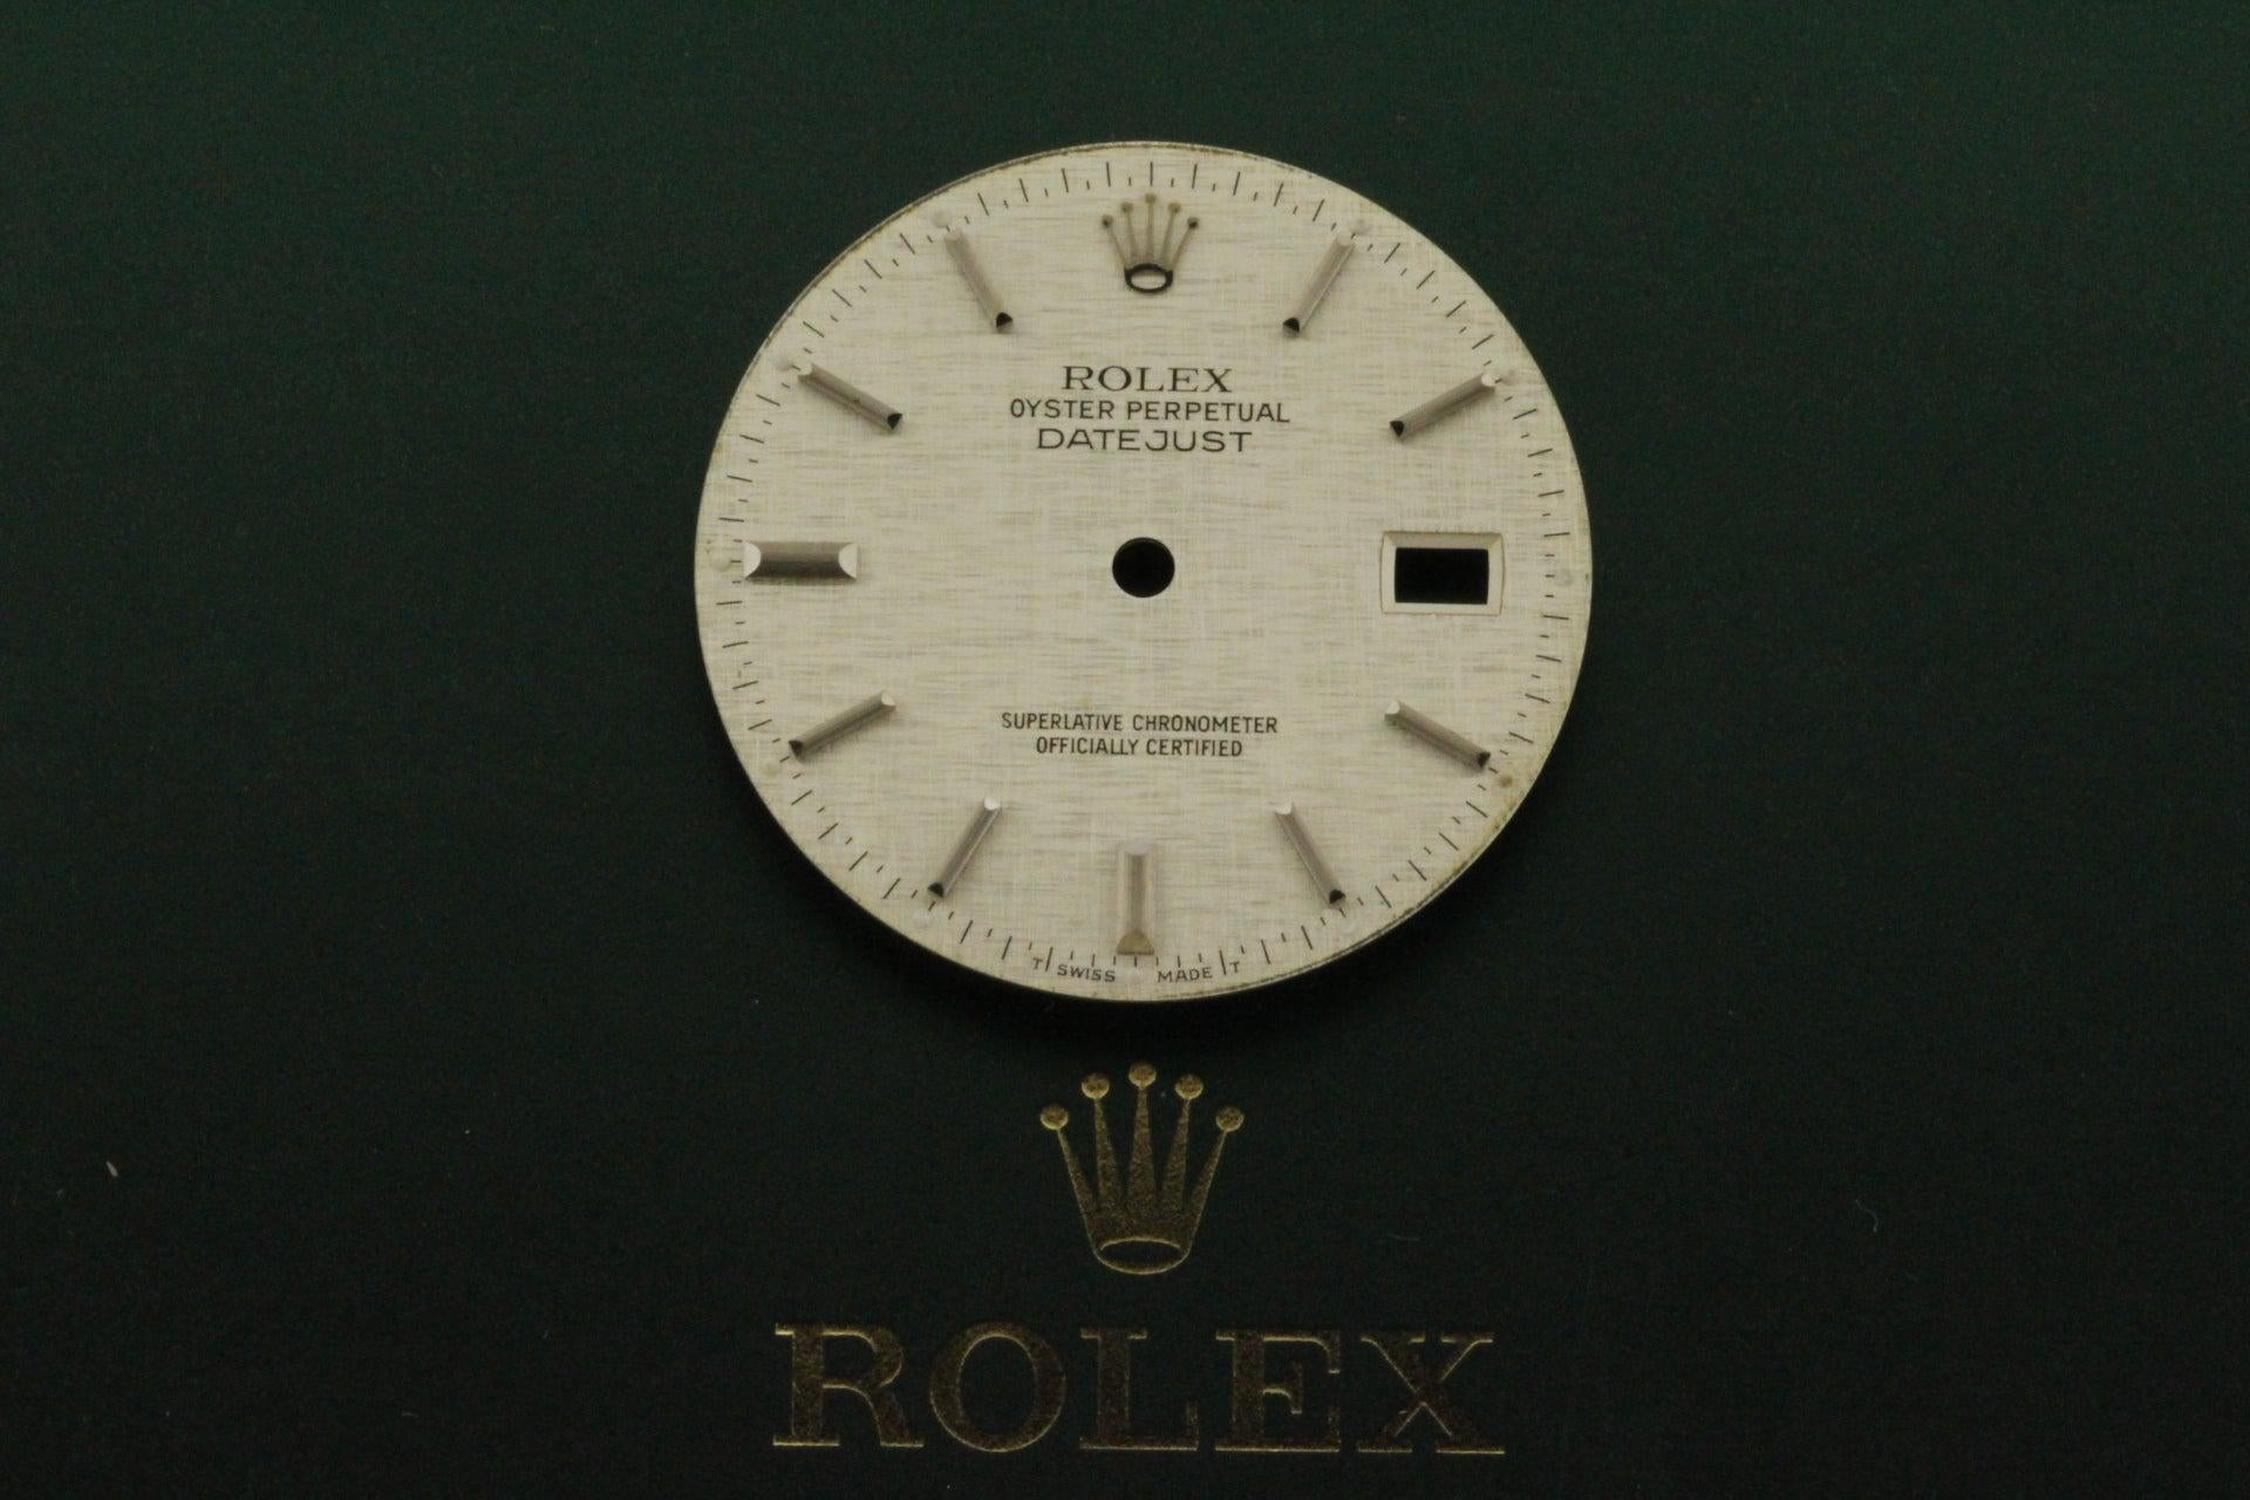 ROLEX
OYSTER PERPETUAL
DATEJUST
SUPERLATIVE CHRONOMETER
OFFICIALLY CERTIFIED
T SWISS MADE T
ROLEX